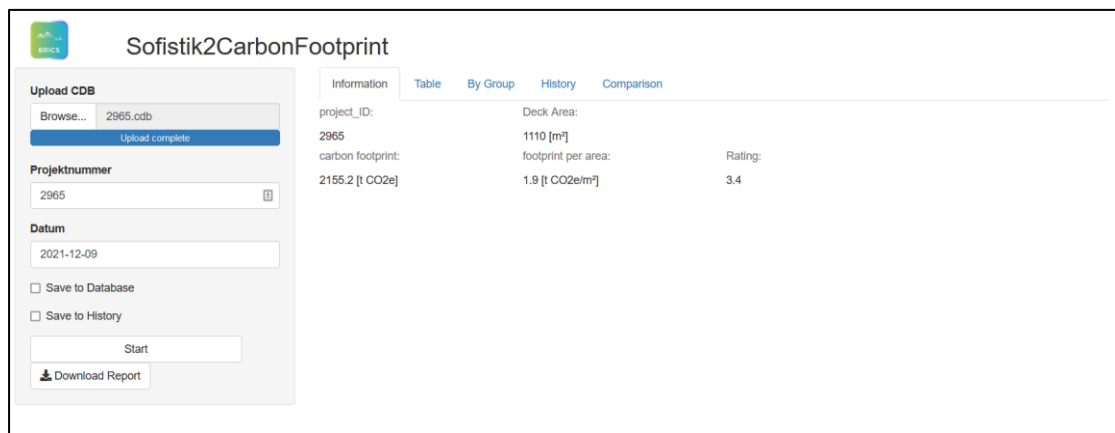 BRICS
Sofistik2CarbonFootprint
Upload CDB
Browse... 2965.cdb
Upload complete
Projektnummer
2965
Datum
2021-12-09
Save to Database
Save to History
Start
Download Report
Information Table By Group History Comparison
project_ID: Deck Area:
2965 1110 [m²]
carbon footprint: footprint per area: Rating:
2155.2 [t CO2e] 1.9 [t CO2e/m²] 3.4